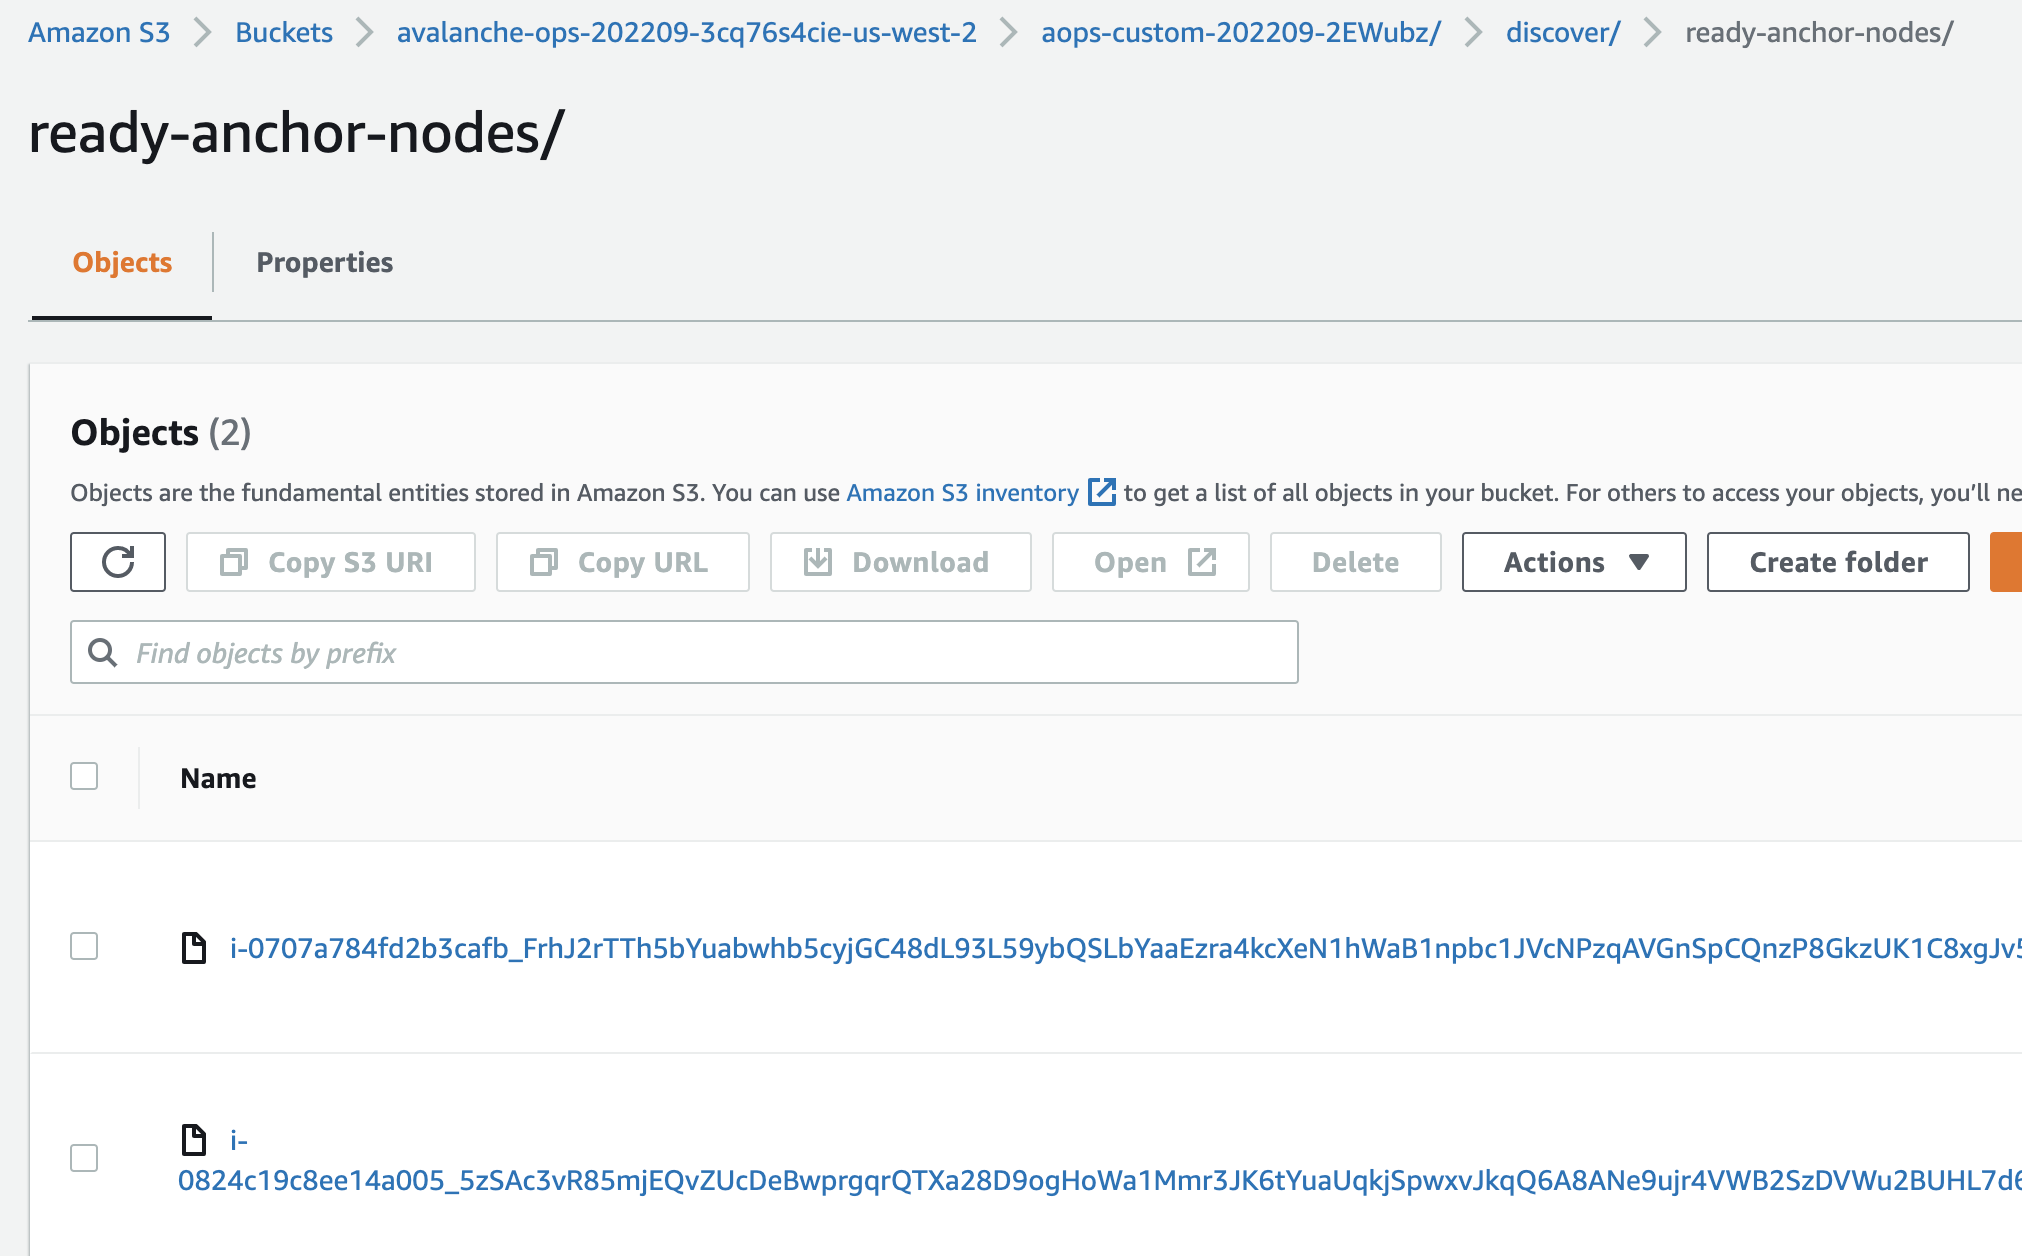 Amazon S3 > Buckets > avalanche-ops-202209-3cq76s4cie-us-west-2 > aops-custom-202209-2EWubz/ > discover/ > ready-anchor-nodes/
ready-anchor-nodes/
Objects Properties
Objects (2)
Objects are the fundamental entities stored in Amazon S3. You can use Amazon S3 inventory to get a list of all objects in your bucket. For others to access your objects, you'll ne
Copy S3 URI Copy URL Download Open Delete Actions Create folder
Find objects by prefix
Name
i-0707a784fd2b3cafb_FrhJ2rTTh5bYuabwhb5cyjGC48dL93L59ybQSLbYaaEzra4kcXeN1hWaB1npbc1JVcNPzqAVGnSpCQnzP8GkzUK1C8xgJv5
i-
0824c19c8ee14a005_5zSAc3vR85mjEQvZUcDeBwprgqrQTXa28D9ogHoWa1Mmr3JK6tYuaUqkjSpwxvJkqQ6A8ANe9ujr4VWB2SzDVWu2BUHL7d6